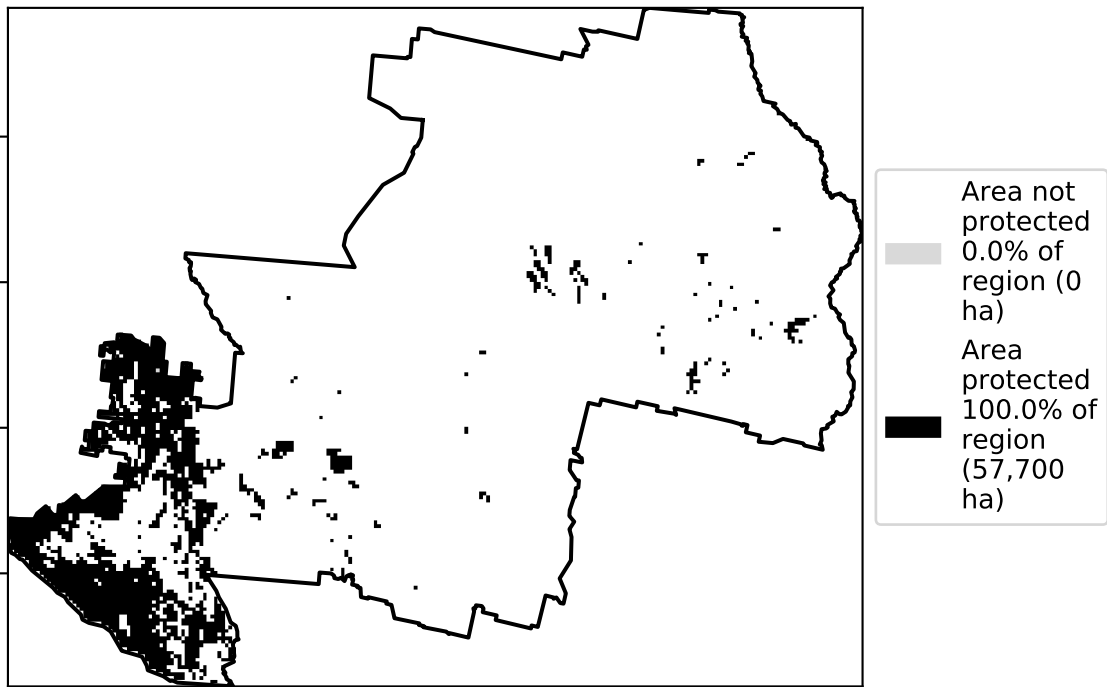 Area not
protected
0.0% of
region (0
ha)
Area
protected
100.0% of
region
(57,700
ha)